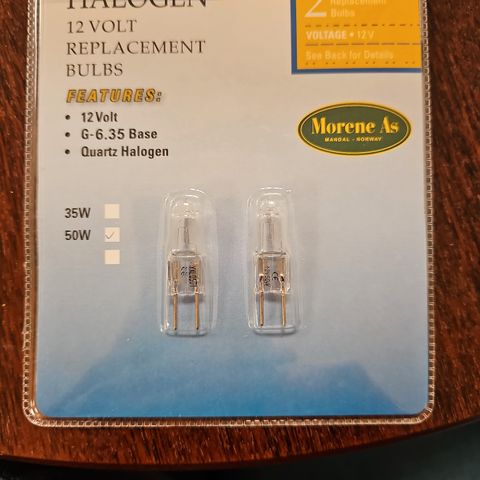 HALOGEN
12 VOLT
REPLACEMENT
BULBS
FEATURES:
• 12 Volt
• G-6.35 Base
• Quartz Halogen
2 Replacement
Bulbs
VOLTAGE • 12 V
See Back for Details
Morene As
MANDAL - NORWAY
35W
50W
CE